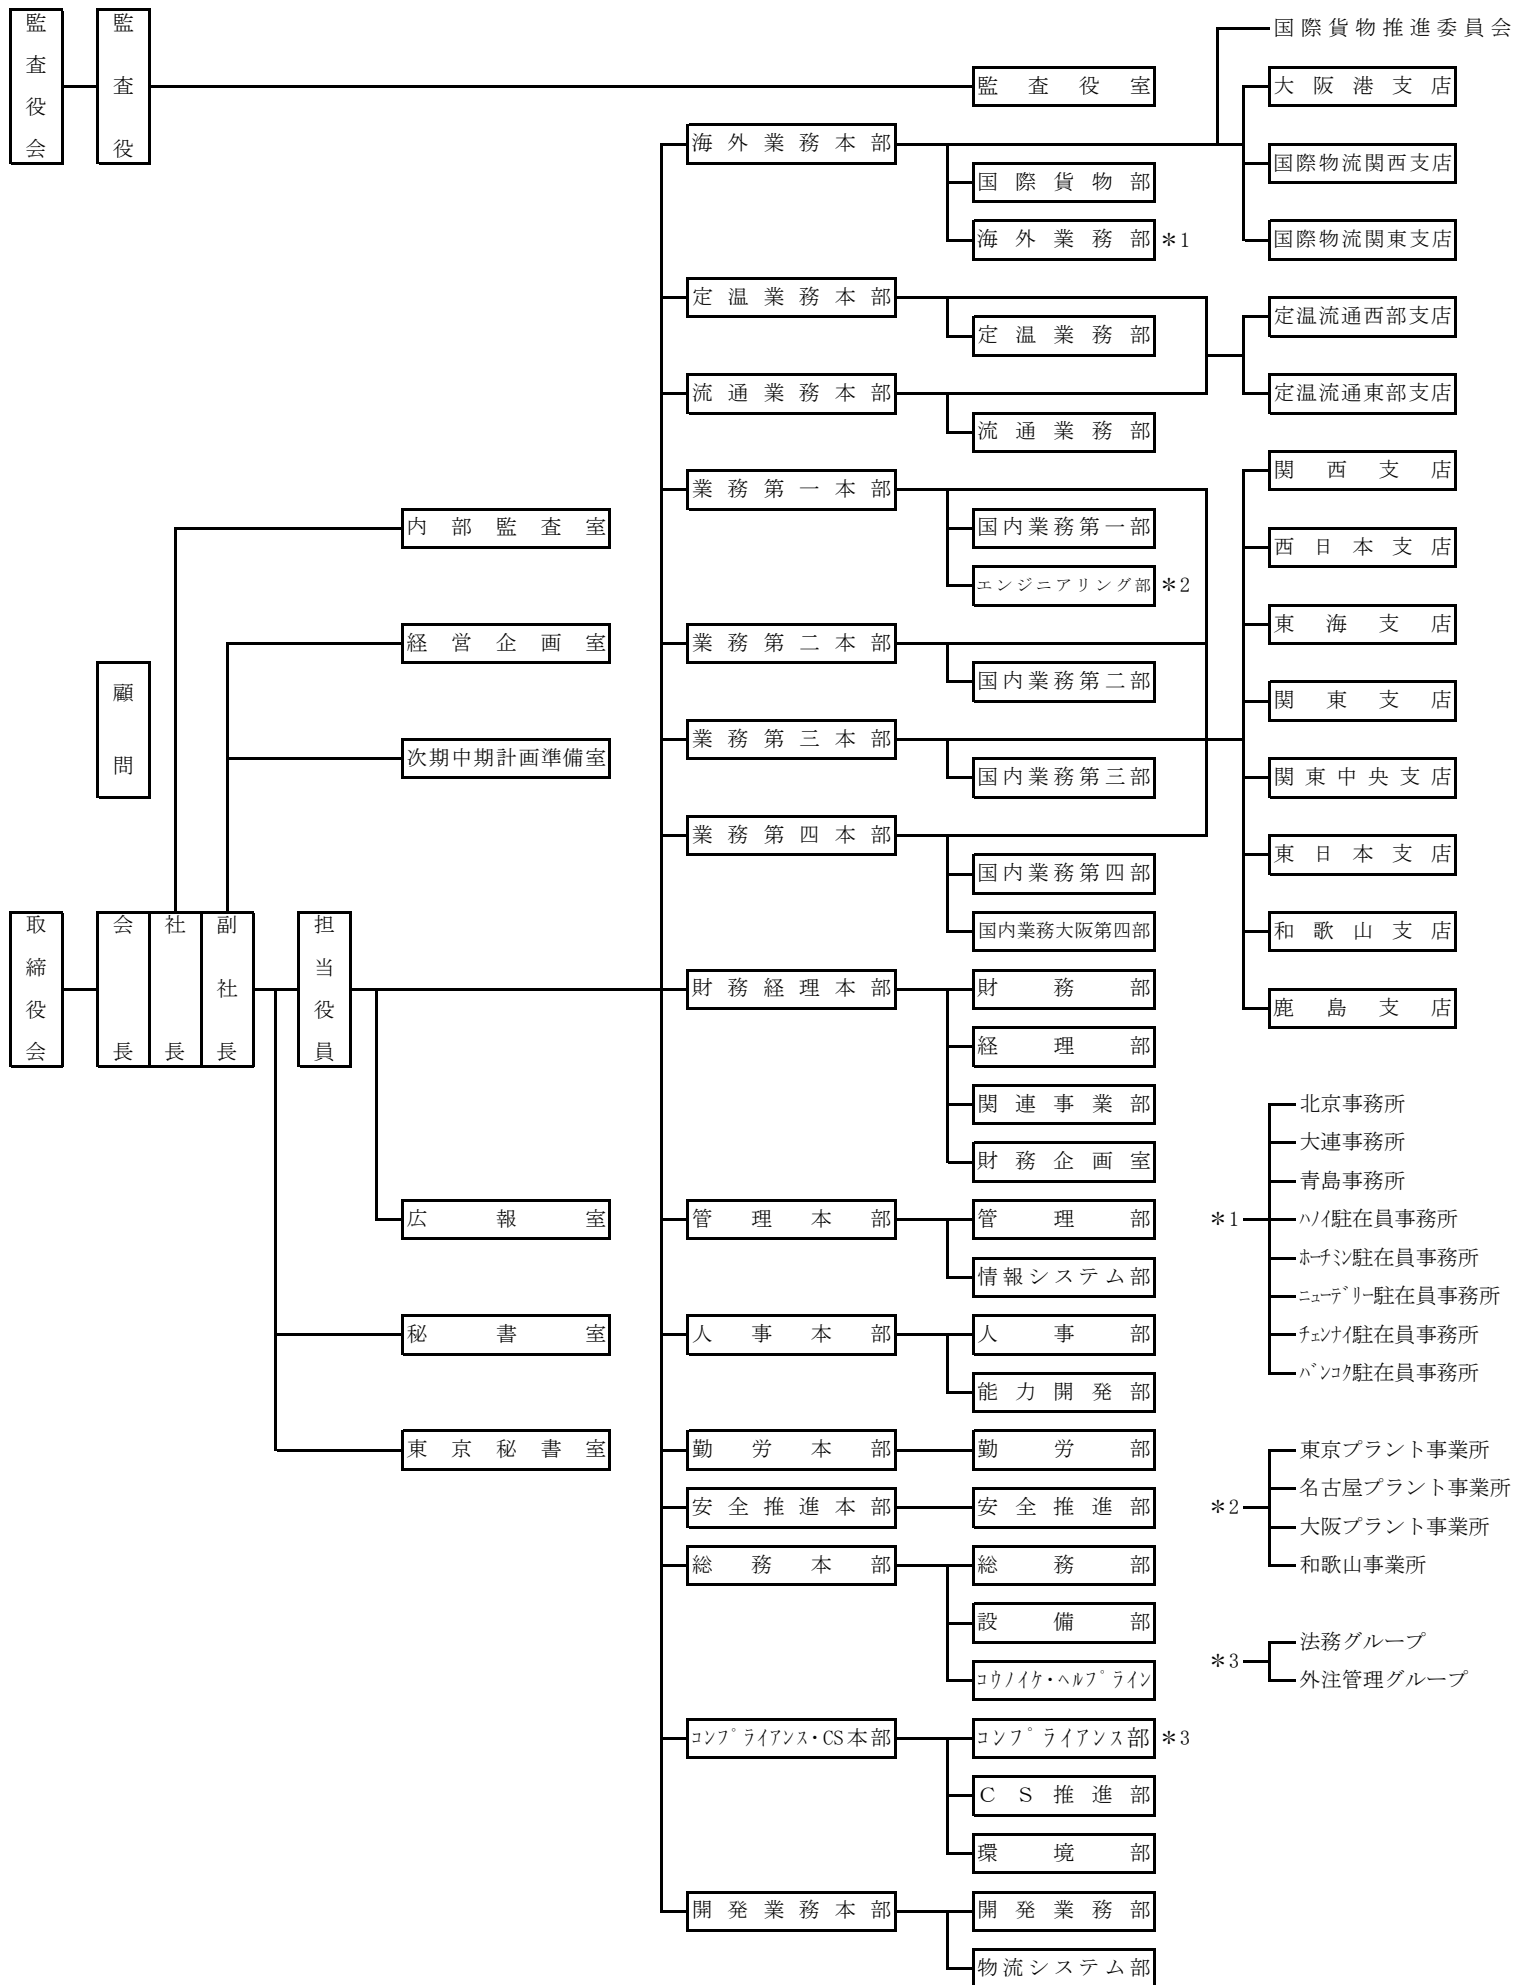 監査役会
監査役
国際貨物推進委員会
監査役室
大阪港支店
海外業務本部
国際物流関西支店
国際貨物部
海外業務部 ＊1
国際物流関東支店
定温業務本部
定温流通西部支店
定温業務部
流通業務本部
定温流通東部支店
流通業務部
関西支店
業務第一本部
内部監査室
国内業務第一部
西日本支店
エンジニアリング部 ＊2
東海支店
経営企画室
業務第二本部
顧問
国内業務第二部
関東支店
業務第三本部
次期中期計画準備室
国内業務第三部
関東中央支店
業務第四本部
東日本支店
国内業務第四部
取締役会
会長
社長
副社長
担当役員
国内業務大阪第四部
和歌山支店
財務経理本部
財務部
鹿島支店
経理部
関連事業部
財務企画室
＊1
北京事務所
大連事務所
青島事務所
ﾊﾉｲ駐在員事務所
ﾎｰﾁﾐﾝ駐在員事務所
ﾆｭｰﾃﾞﾘｰ駐在員事務所
ﾁｪﾝﾅｲ駐在員事務所
ﾊﾞﾝｺｸ駐在員事務所
広報室
管理本部
管理部
情報システム部
秘書室
人事本部
人事部
能力開発部
東京秘書室
勤労本部
勤労部
＊2
東京プラント事業所
名古屋プラント事業所
大阪プラント事業所
和歌山事業所
安全推進本部
安全推進部
総務本部
総務部
設備部
ｺｳﾉｲｹ・ﾍﾙﾌﾟﾗｲﾝ
＊3
法務グループ
外注管理グループ
ｺﾝﾌﾟﾗｲｱﾝｽ・CS本部
ｺﾝﾌﾟﾗｲｱﾝｽ部 ＊3
ＣＳ推進部
環境部
開発業務本部
開発業務部
物流システム部